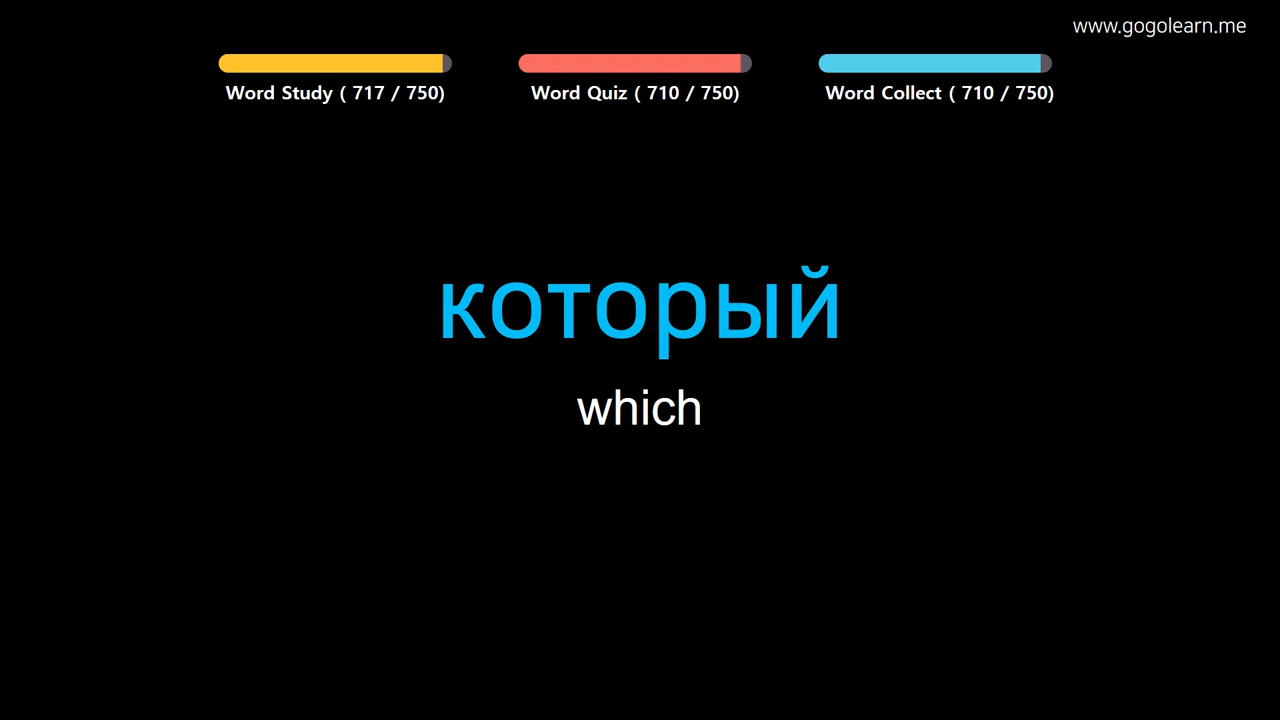 www.gogolearn.me
Word Study ( 717 / 750)
Word Quiz ( 710 / 750)
Word Collect ( 710 / 750)
который
which